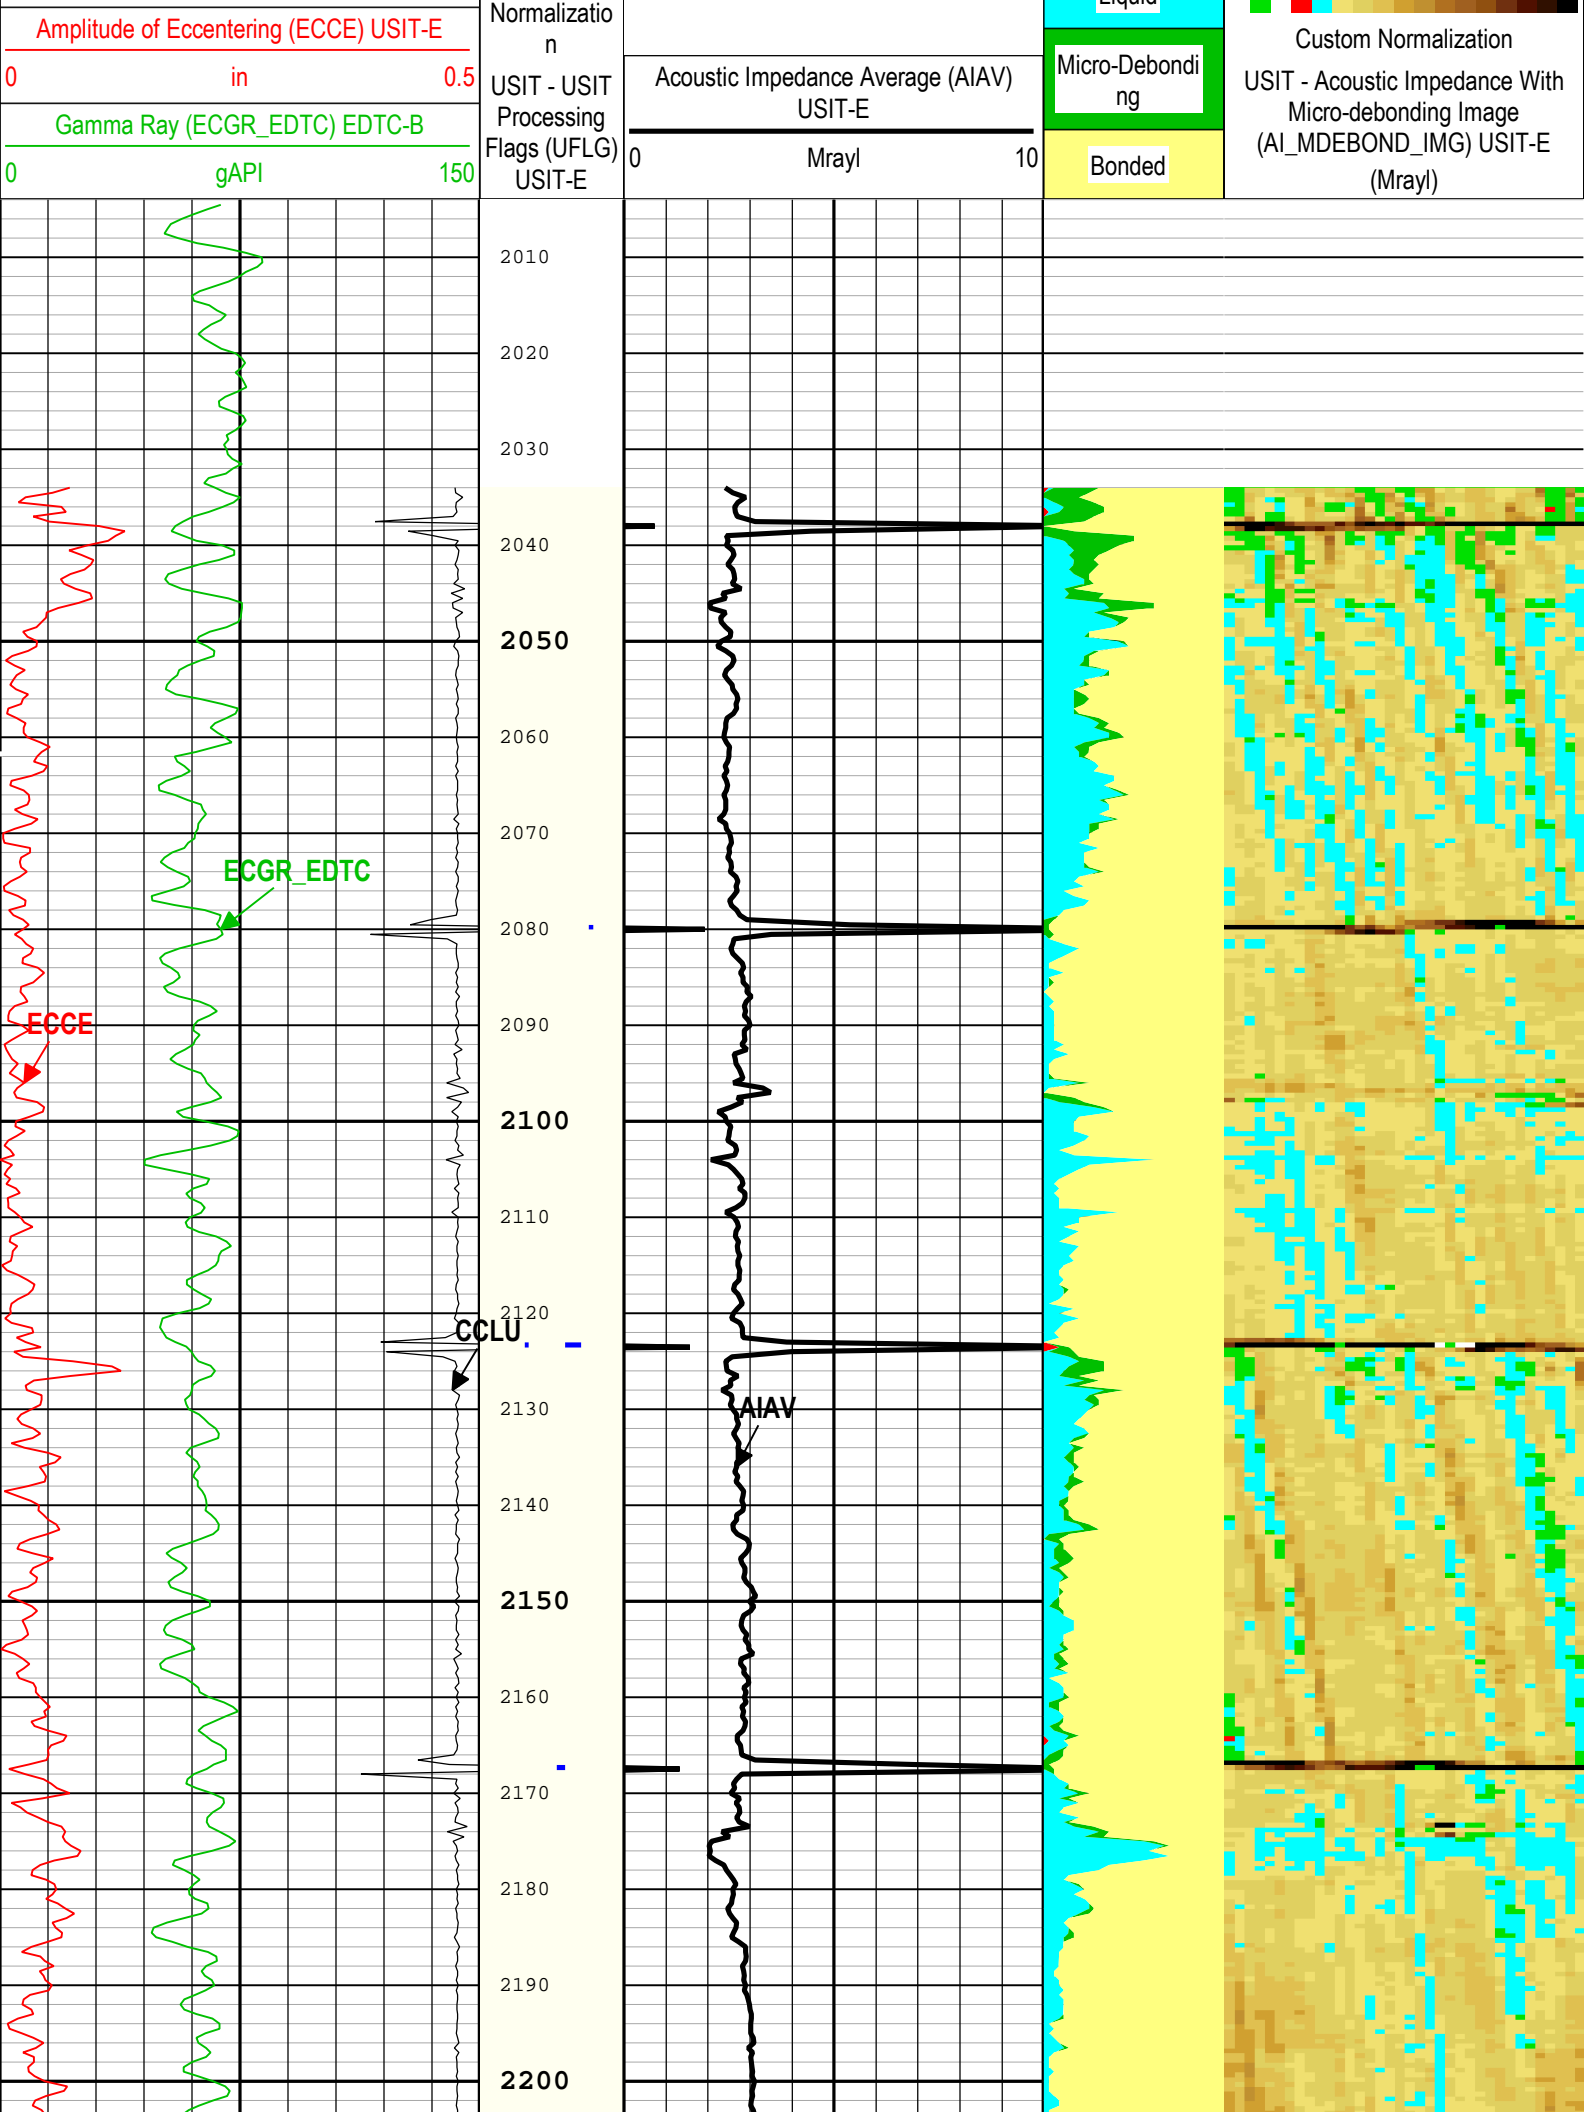 Amplitude of Eccentering (ECCE) USIT-E
0 in 0.5
Gamma Ray (ECGR_EDTC) EDTC-B
0 gAPI 150
Normalizatio
n
USIT - USIT
Processing
Flags (UFLG)
USIT-E
Acoustic Impedance Average (AIAV)
USIT-E
0 Mrayl 10
Liquid
Micro-Debondi
ng
Bonded
Custom Normalization
USIT - Acoustic Impedance With
Micro-debonding Image
(AI_MDEBOND_IMG) USIT-E
(Mrayl)
2010
2020
2030
2040
2050
2060
2070
ECGR_EDTC
2080
2090
ECCE
2100
2110
2120
CCLU
2130
AIAV
2140
2150
2160
2170
2180
2190
2200